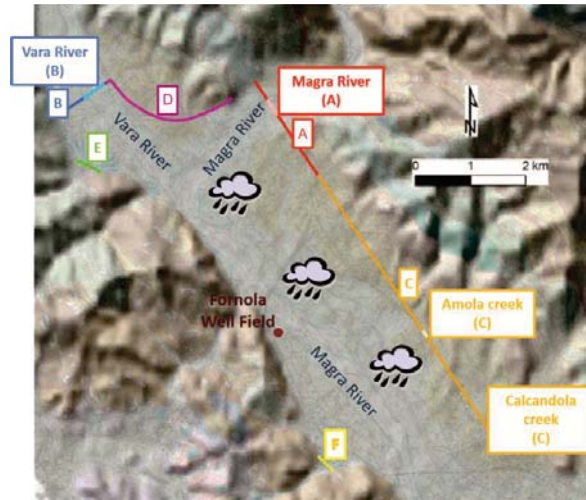 Vara River
(B)
B
D
Magra River
(A)
A
E
Vara River
Magra River
N
0 1 2 km
C
Fornola
Well Field
Amola creek
(C)
Magra River
Calcandola
creek
(C)
F